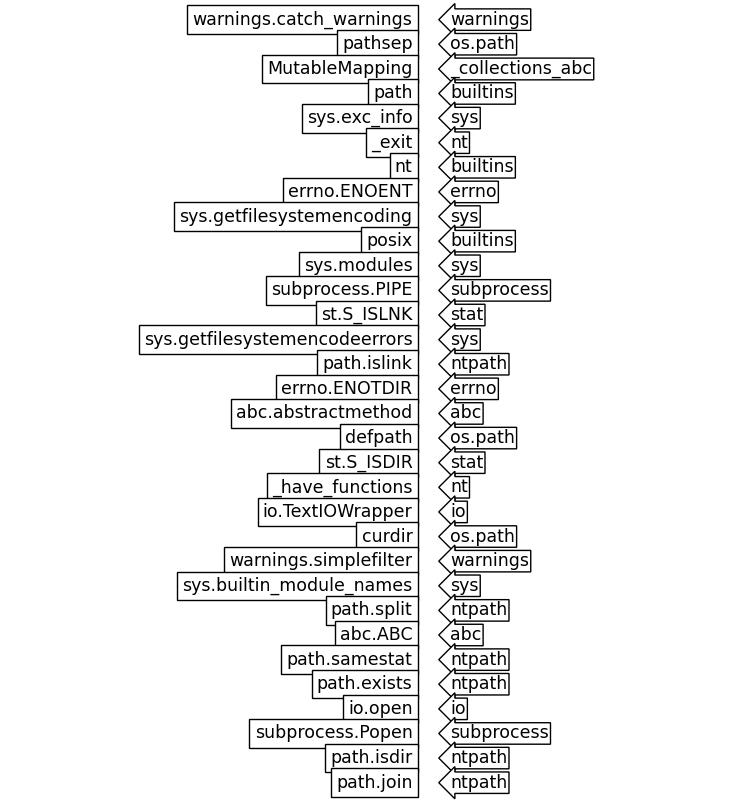 warnings.catch_warnings warnings
pathsep os.path
MutableMapping _collections_abc
path builtins
sys.exc_info sys
_exit nt
nt builtins
errno.ENOENT errno
sys.getfilesystemencoding sys
posix builtins
sys.modules sys
subprocess.PIPE subprocess
st.S_ISLNK stat
sys.getfilesystemencodeerrors sys
path.islink ntpath
errno.ENOTDIR errno
abc.abstractmethod abc
defpath os.path
st.S_ISDIR stat
_have_functions nt
io.TextIOWrapper io
curdir os.path
warnings.simplefilter warnings
sys.builtin_module_names sys
path.split ntpath
abc.ABC abc
path.samestat ntpath
path.exists ntpath
io.open io
subprocess.Popen subprocess
path.isdir ntpath
path.join ntpath